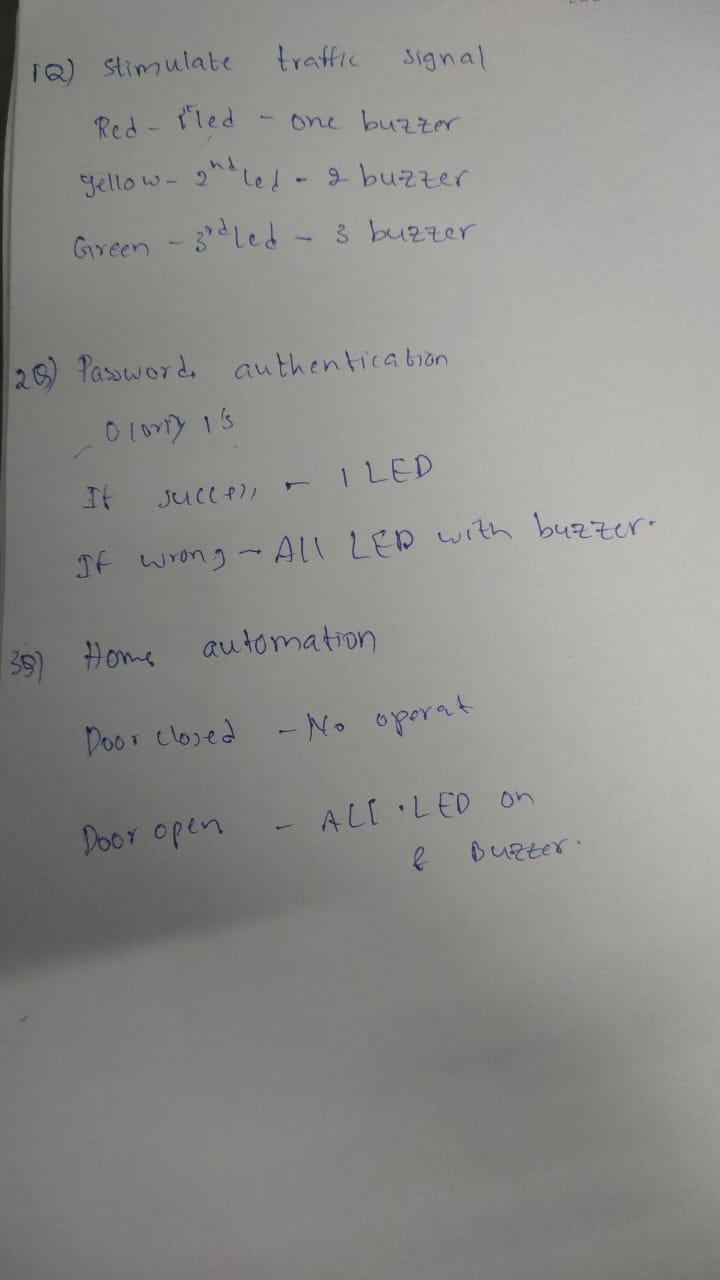 1Q) Stimulate traffic signal
Red - 1st led - one buzzer
Yellow - 2nd led - 2 buzzer
Green - 3rd Led - 3 buzzer
2Q) Password authentication
0 1's
If success - 1 LED
If wrong - All LED with buzzer.
3Q) Home automation
Door closed - No operat
Door open - ALL LED on
& Buzzer.